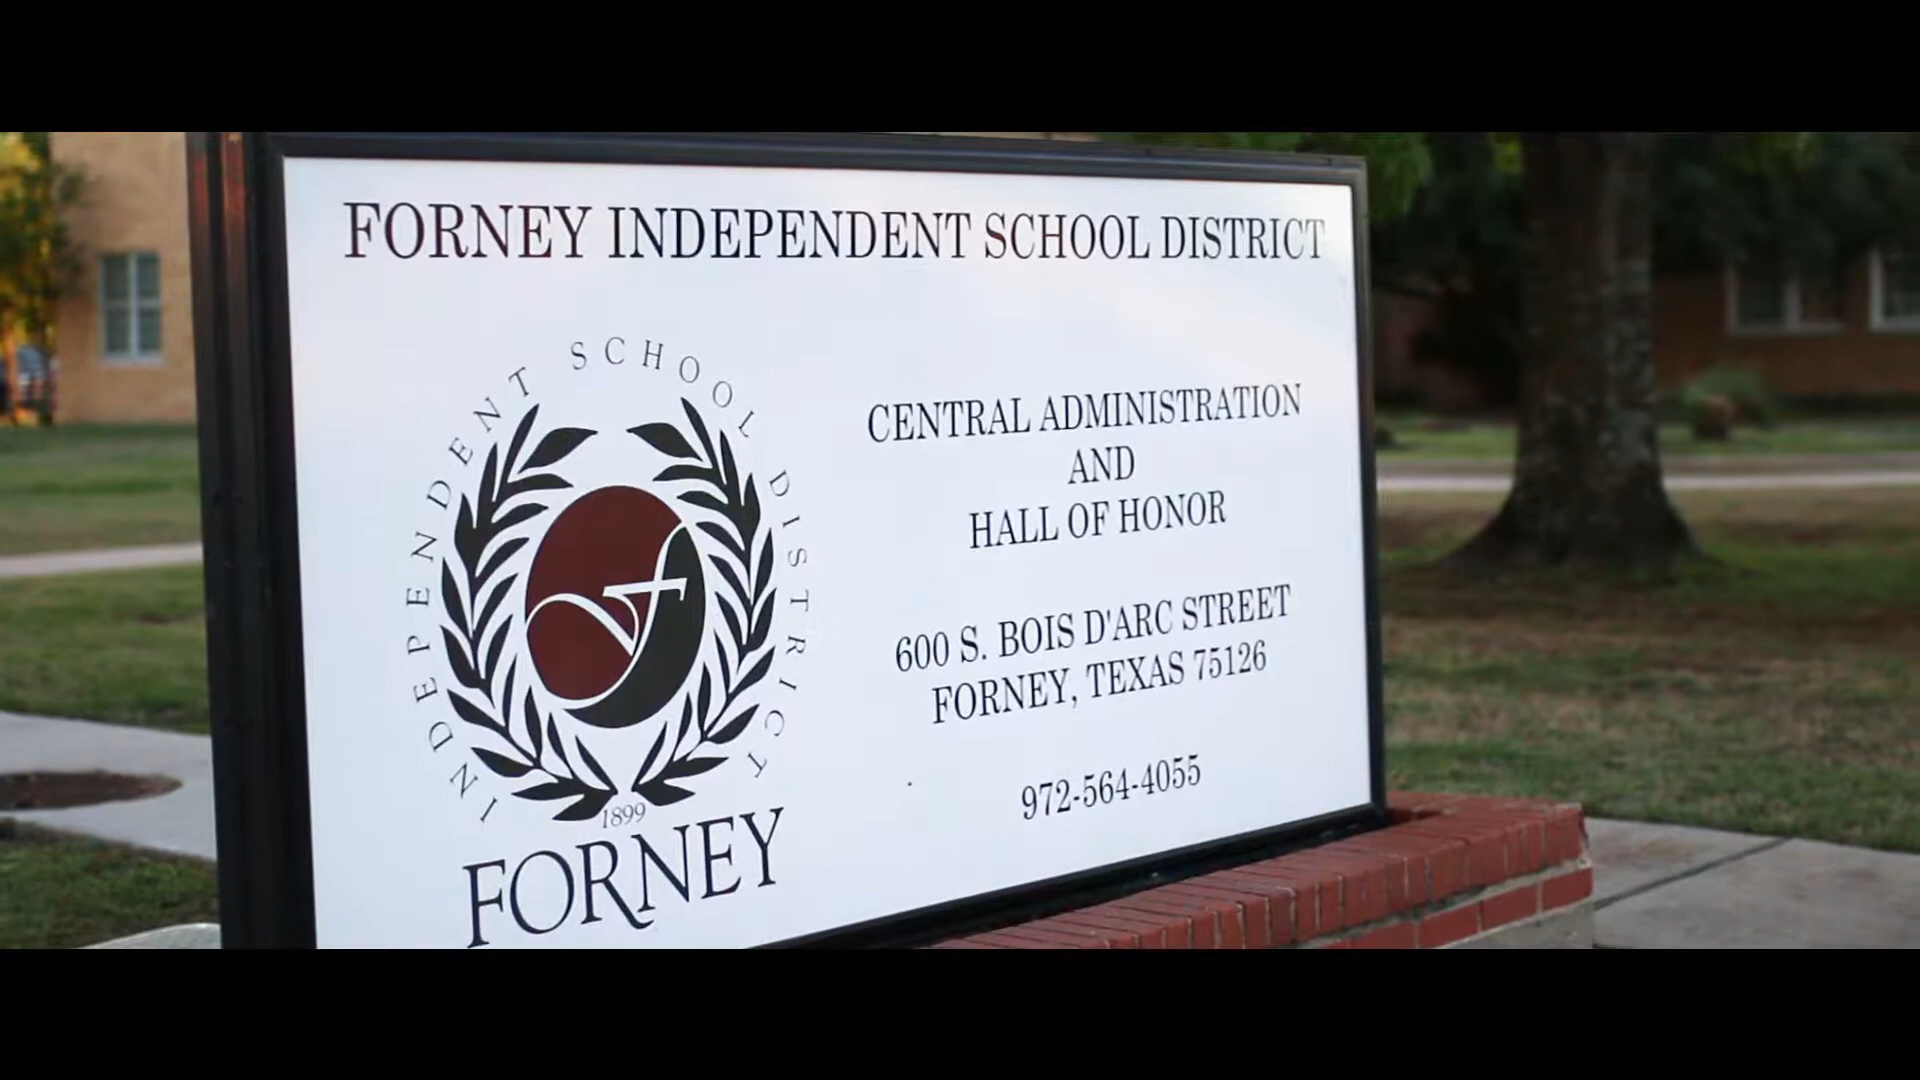 FORNEY INDEPENDENT SCHOOL DISTRICT
INDEPENDENT SCHOOL DISTRICT
1899
FORNEY
CENTRAL ADMINISTRATION
AND
HALL OF HONOR
600 S. BOIS D'ARC STREET
FORNEY, TEXAS 75126
972-564-4055